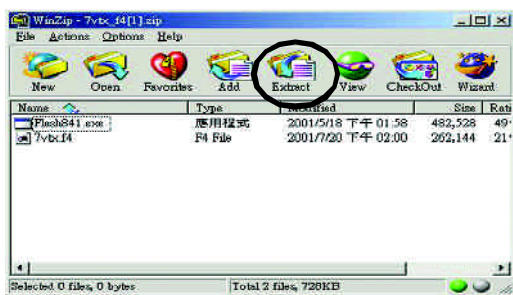 WinZip - 7vtx_f4[1].zip
File Actions Options Help
New Open Favorites Add Extract View CheckOut Wizard
Name Type Modified Size Rati
Flash841.exe 應用程式 2001/5/18 下午 01:58 482,528 49
7vtx.f4 F4 File 2001/7/20 下午 02:00 262,144 21
Selected 0 files, 0 bytes Total 2 files, 728KB